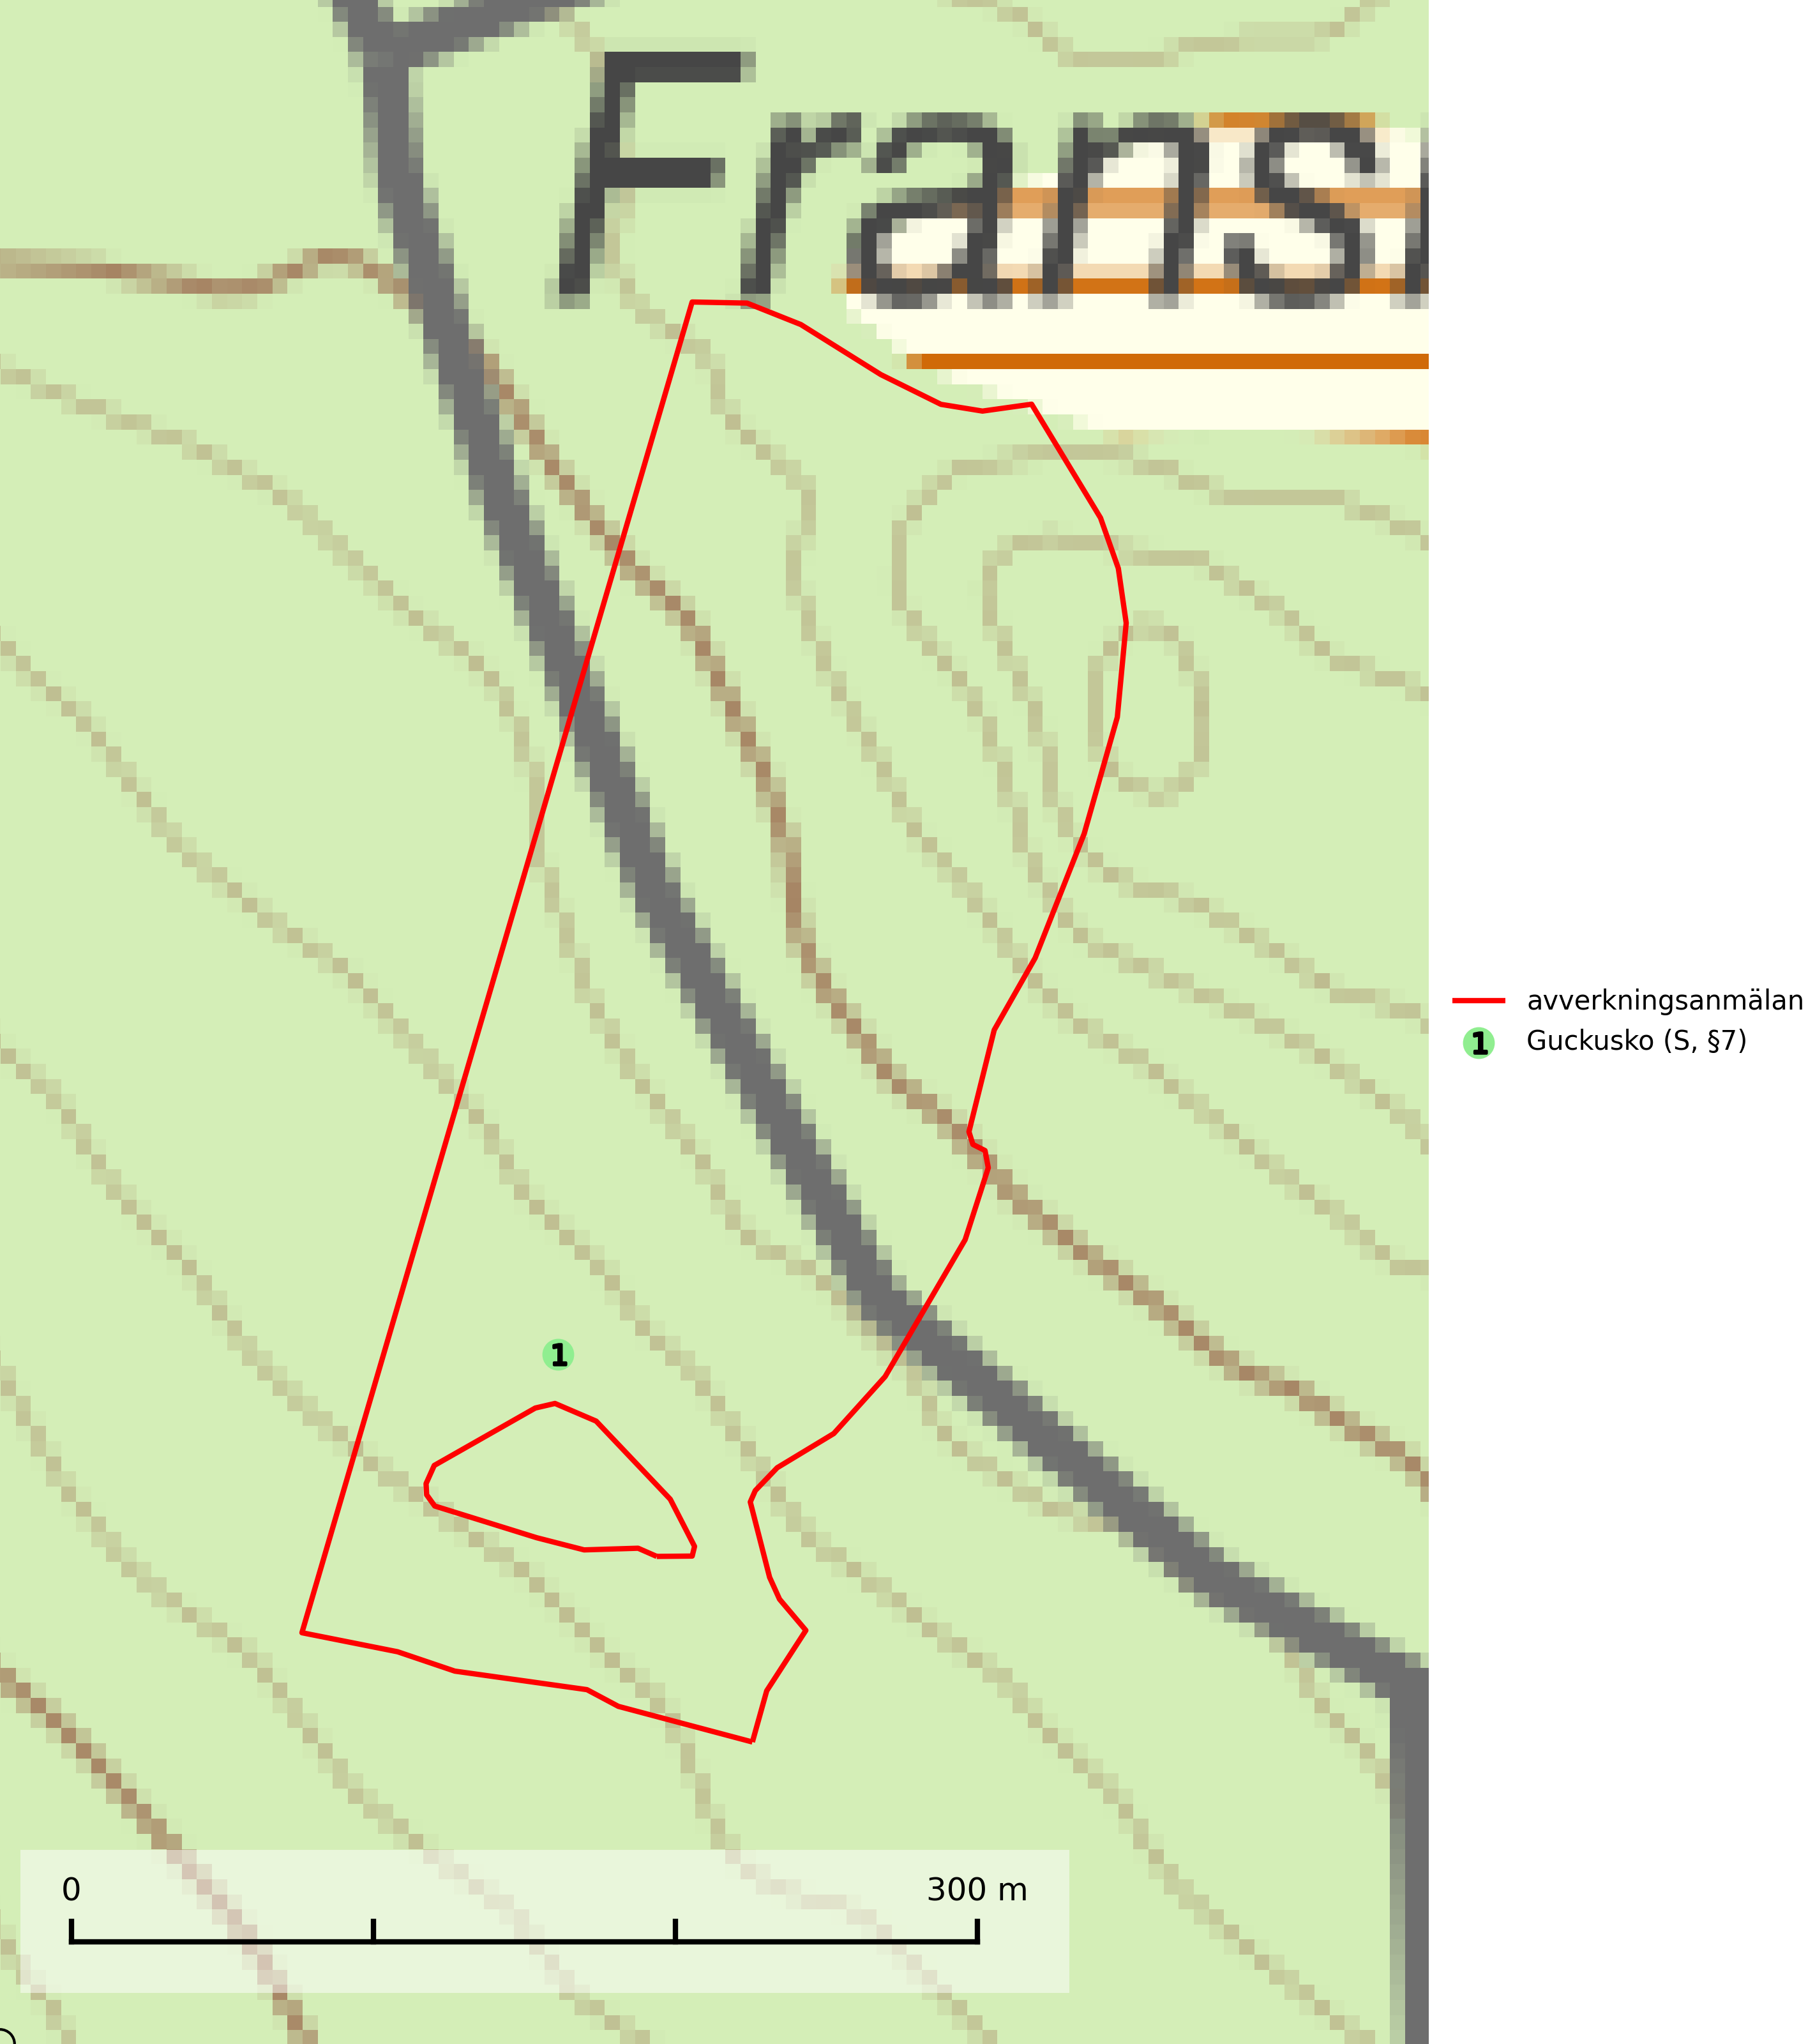 Frans
avverkningsanmälan
1 Guckusko (S, §7)
1
0 300 m